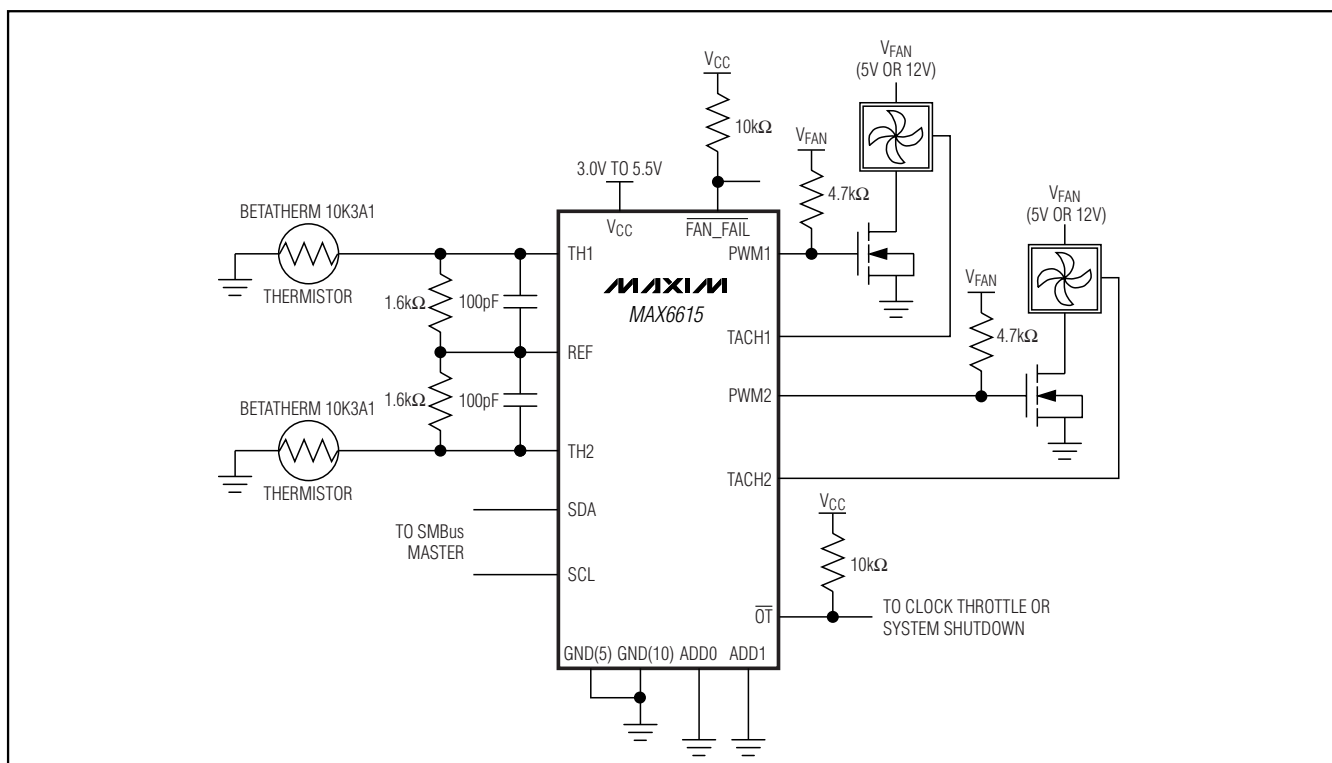 VFAN
(5V OR 12V)
VCC
10kΩ
VFAN
4.7kΩ
3.0V TO 5.5V
VFAN
(5V OR 12V)
BETATHERM 10K3A1
THERMISTOR
VCC
FAN_FAIL
TH1
PWM1
MAXIM
MAX6615
1.6kΩ
100pF
VFAN
4.7kΩ
TACH1
REF
PWM2
1.6kΩ
100pF
BETATHERM 10K3A1
THERMISTOR
TH2
TACH2
VCC
10kΩ
SDA
TO SMBus
MASTER
SCL
OT
TO CLOCK THROTTLE OR
SYSTEM SHUTDOWN
GND(5) GND(10) ADD0 ADD1